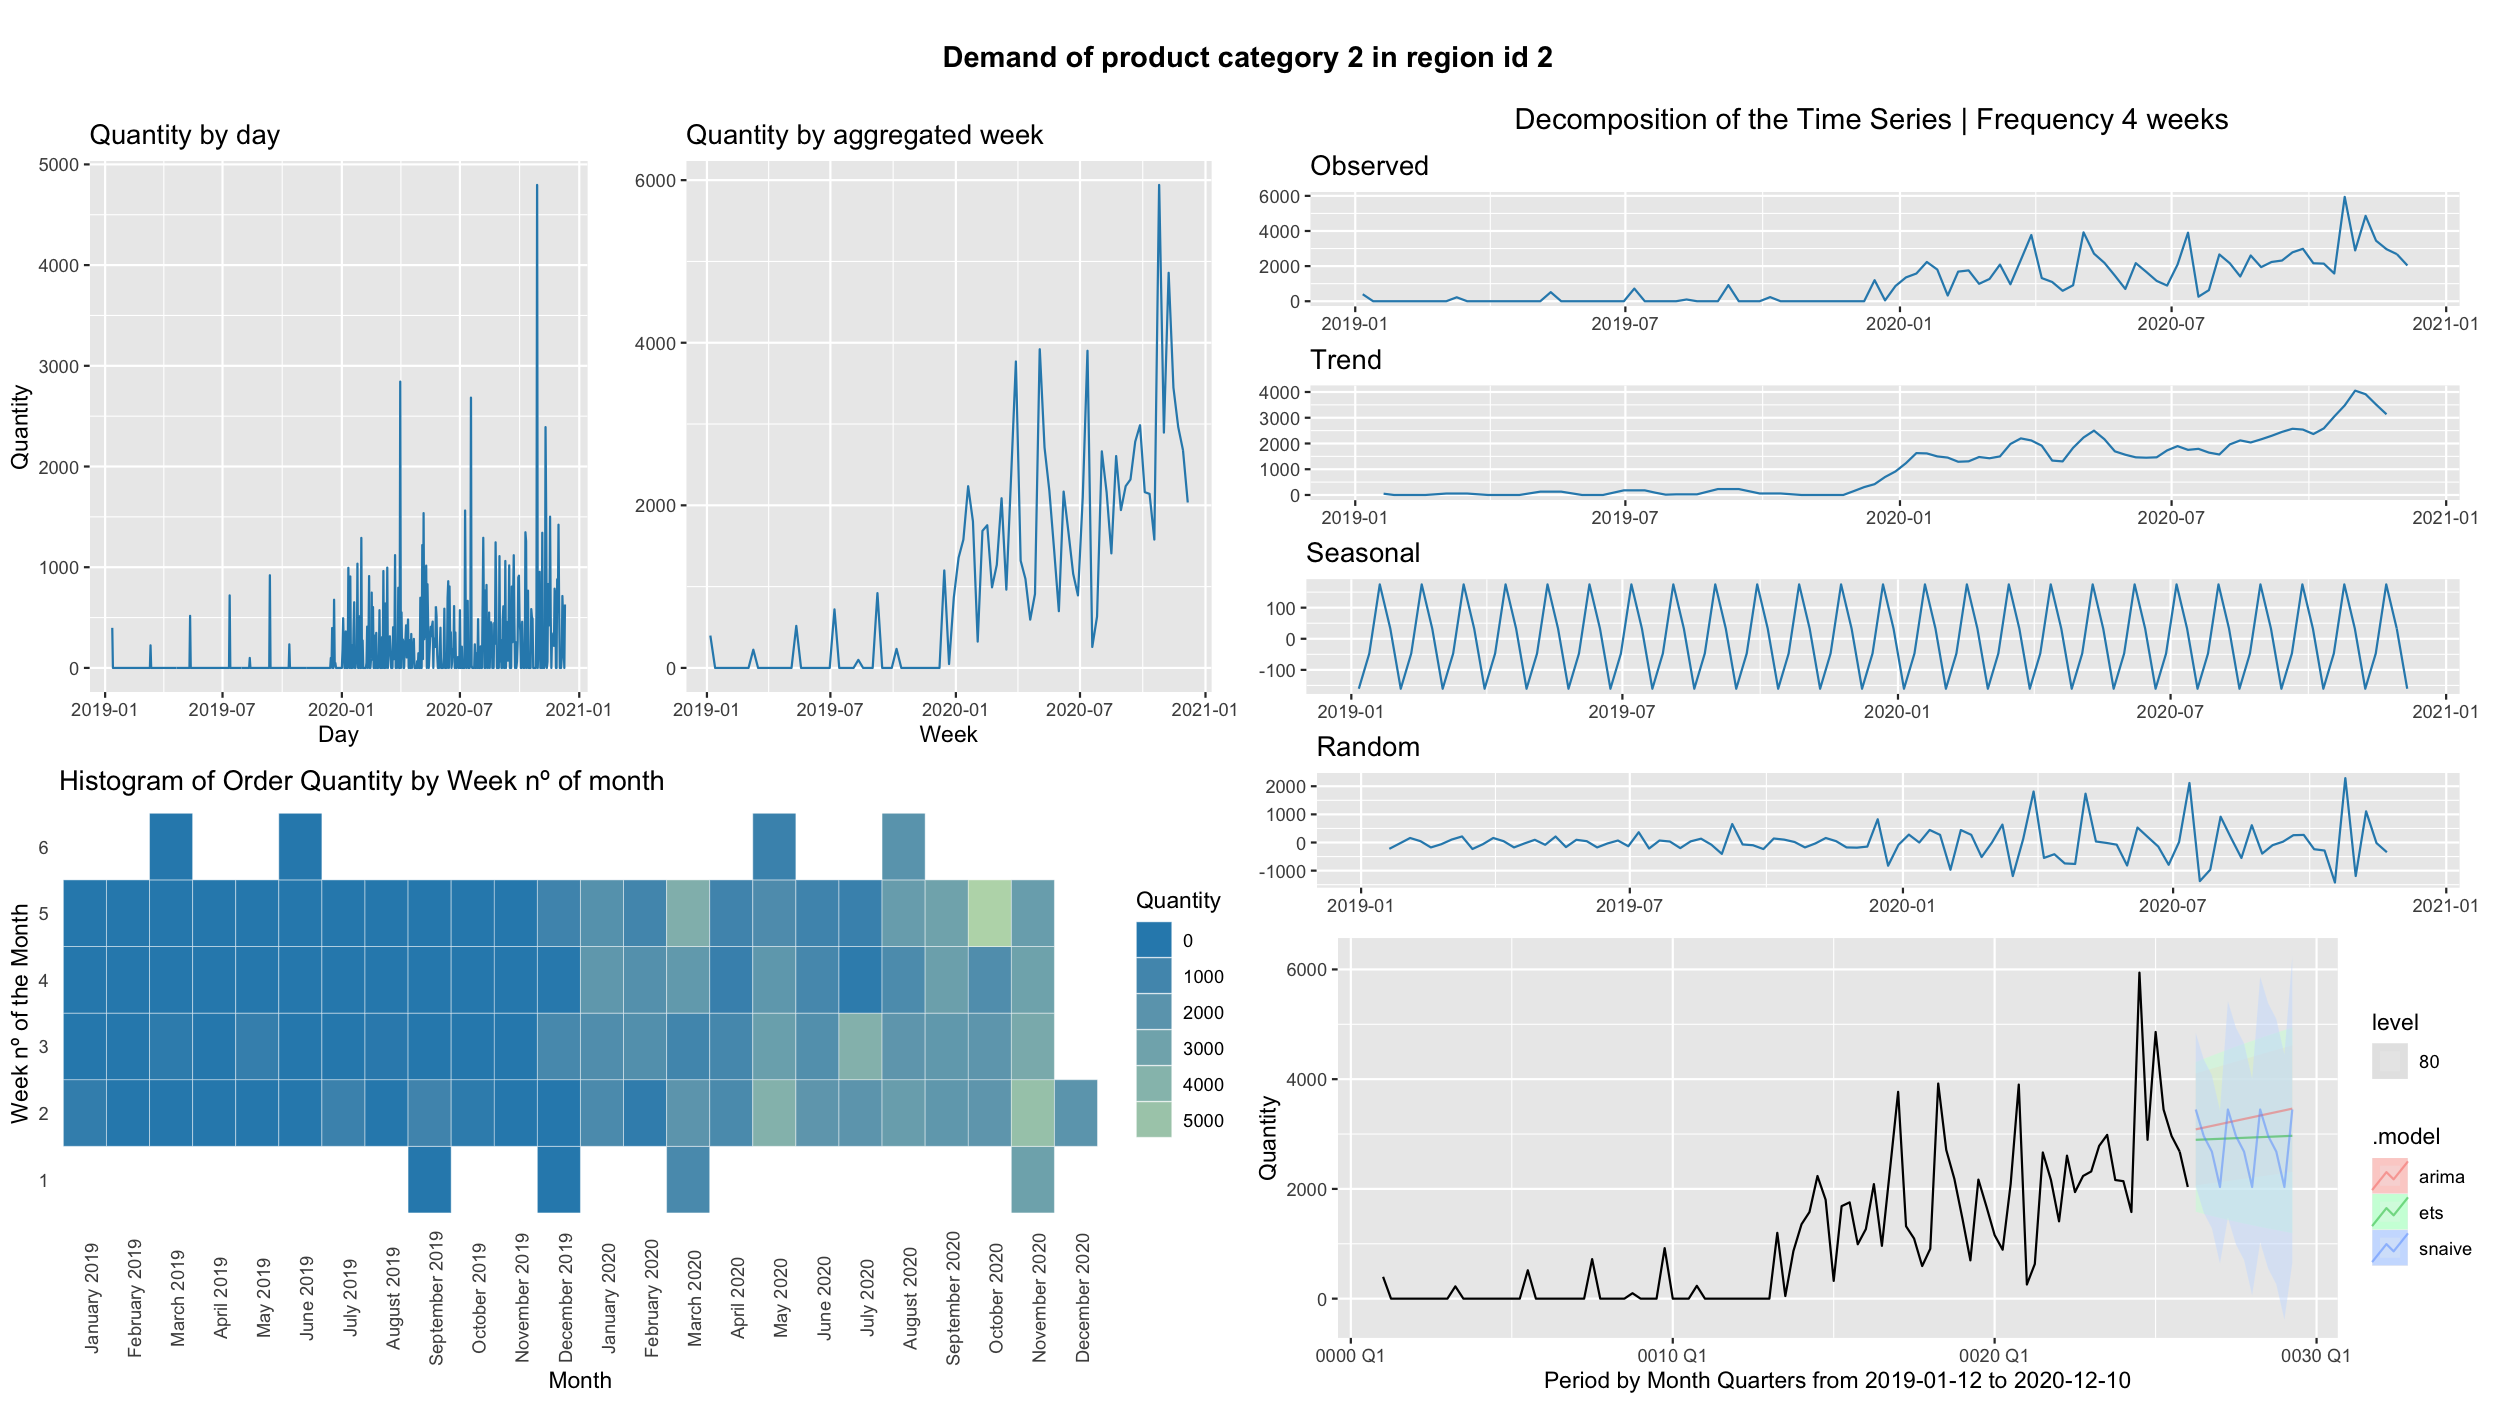 Demand of product category 2 in region id 2
Quantity by day
5000
4000
3000
2000
1000
0
Quantity
2019-01 2019-07 2020-01 2020-07 2021-01
Day
Quantity by aggregated week
6000
4000
2000
0
2019-01 2019-07 2020-01 2020-07 2021-01
Week
Histogram of Order Quantity by Week nº of month
Week nº of the Month
6
5
4
3
2
1
January 2019
February 2019
March 2019
April 2019
May 2019
June 2019
July 2019
August 2019
September 2019
October 2019
November 2019
December 2019
January 2020
February 2020
March 2020
April 2020
May 2020
June 2020
July 2020
August 2020
September 2020
October 2020
November 2020
December 2020
Month
Quantity
0
1000
2000
3000
4000
5000
Decomposition of the Time Series | Frequency 4 weeks
Observed
6000
4000
2000
0
2019-01 2019-07 2020-01 2020-07 2021-01
Trend
4000
3000
2000
1000
0
2019-01 2019-07 2020-01 2020-07 2021-01
Seasonal
100
0
-100
2019-01 2019-07 2020-01 2020-07 2021-01
Random
2000
1000
0
-1000
2019-01 2019-07 2020-01 2020-07 2021-01
Quantity
6000
4000
2000
0
0000 Q1 0010 Q1 0020 Q1 0030 Q1
Period by Month Quarters from 2019-01-12 to 2020-12-10
level
80
.model
arima
ets
snaive